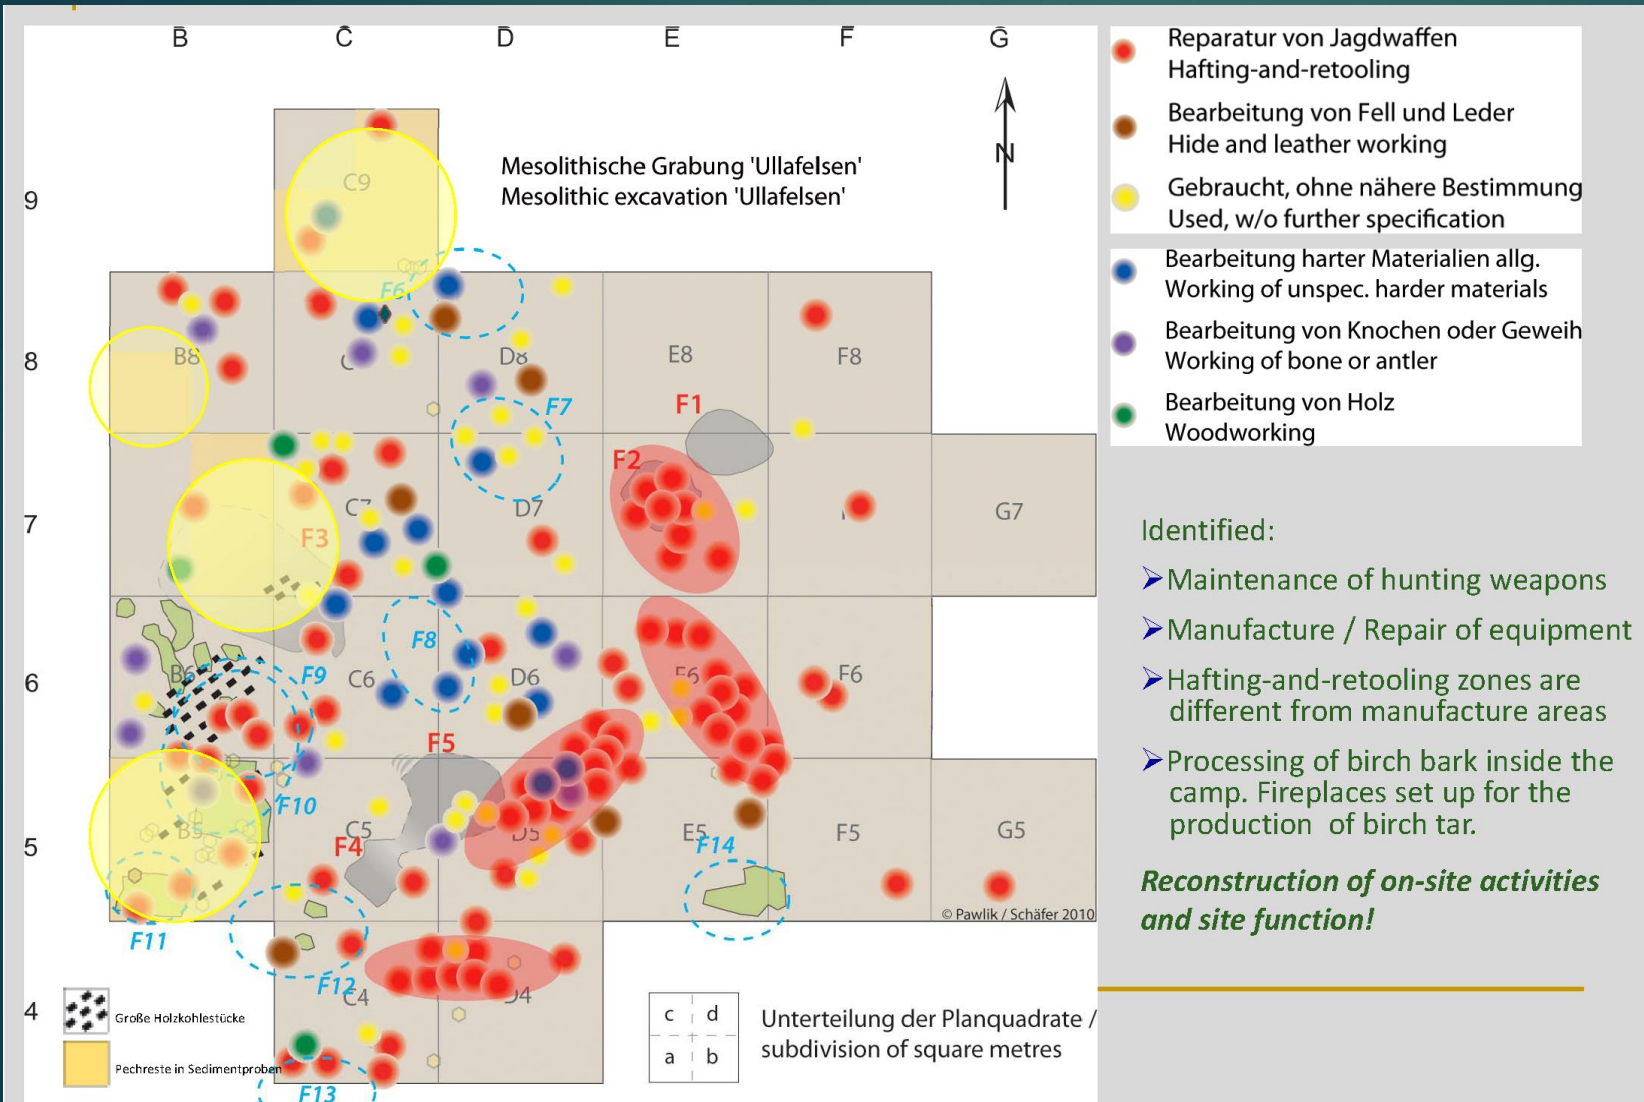 B C D E F G
Mesolithische Grabung 'Ullafelsen'
Mesolithic excavation 'Ullafelsen'
N
9
C9
F6
8
B8
C
D8
E8
F8
F7
F1
F2
7
C7
D7
G7
F3
F8
6
B6
F9
C6
D6
E6
F6
F5
F10
5
B5
C5
D5
E5
F5
G5
F4
F14
© Pawlik / Schäfer 2010
F11
F12
4
C4
D4
F13
Große Holzkohlestücke
Pechreste in Sedimentproben
c d
a b
Unterteilung der Planquadrate /
subdivision of square metres
Reparatur von Jagdwaffen
Hafting-and-retooling
Bearbeitung von Fell und Leder
Hide and leather working
Gebraucht, ohne nähere Bestimmung
Used, w/o further specification
Bearbeitung harter Materialien allg.
Working of unspec. harder materials
Bearbeitung von Knochen oder Geweih
Working of bone or antler
Bearbeitung von Holz
Woodworking
Identified:
Maintenance of hunting weapons
Manufacture / Repair of equipment
Hafting-and-retooling zones are
different from manufacture areas
Processing of birch bark inside the
camp. Fireplaces set up for the
production of birch tar.
Reconstruction of on-site activities
and site function!